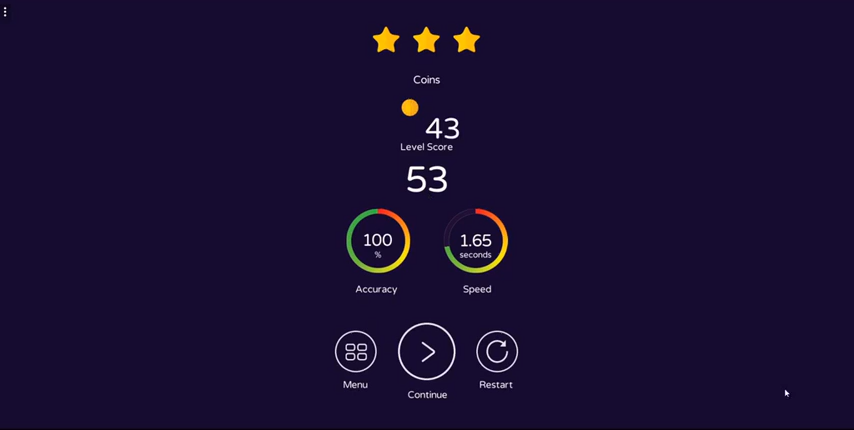 Coins
43
Level Score
53
100
%
Accuracy
1.65
seconds
Speed
Menu
Continue
Restart